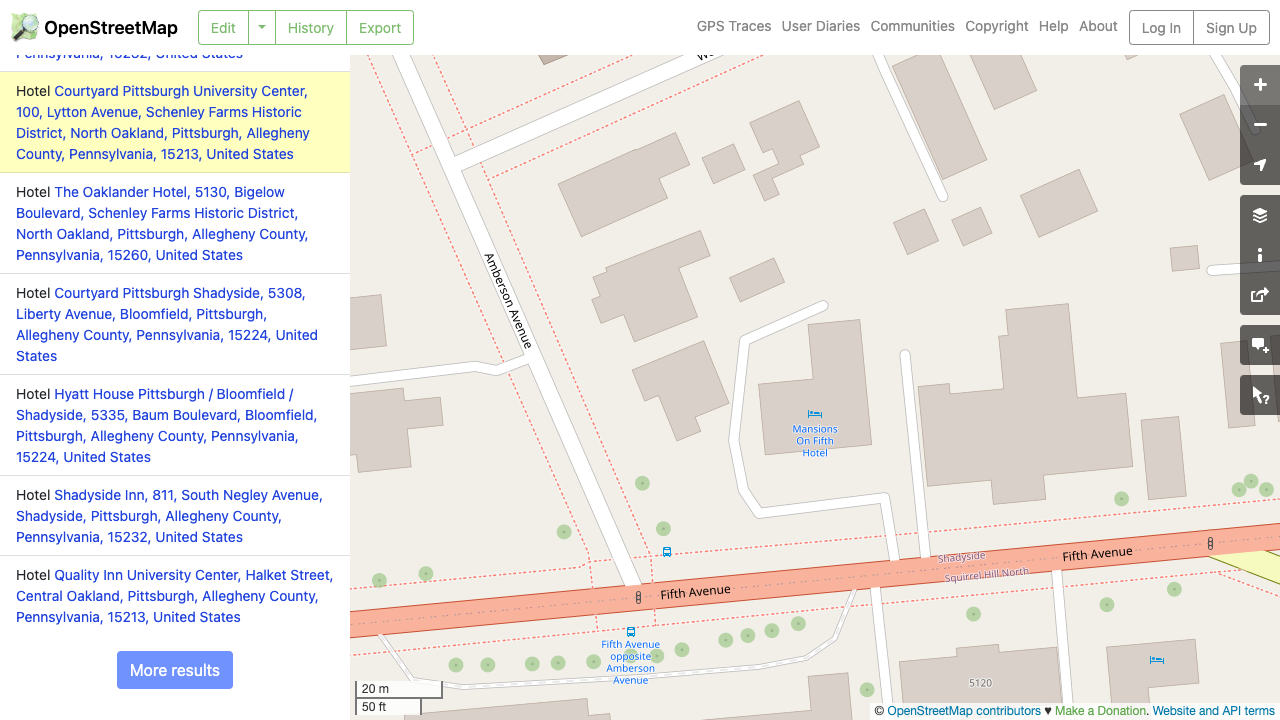 OpenStreetMap
Edit
History
Export
GPS Traces
User Diaries
Communities
Copyright
Help
About
Log In
Sign Up
Pennsylvania, 15232, United States
Hotel Courtyard Pittsburgh University Center,
100, Lytton Avenue, Schenley Farms Historic
District, North Oakland, Pittsburgh, Allegheny
County, Pennsylvania, 15213, United States
Hotel The Oaklander Hotel, 5130, Bigelow
Boulevard, Schenley Farms Historic District,
North Oakland, Pittsburgh, Allegheny County,
Pennsylvania, 15260, United States
Hotel Courtyard Pittsburgh Shadyside, 5308,
Liberty Avenue, Bloomfield, Pittsburgh,
Allegheny County, Pennsylvania, 15224, United
States
Hotel Hyatt House Pittsburgh / Bloomfield /
Shadyside, 5335, Baum Boulevard, Bloomfield,
Pittsburgh, Allegheny County, Pennsylvania,
15224, United States
Hotel Shadyside Inn, 811, South Negley Avenue,
Shadyside, Pittsburgh, Allegheny County,
Pennsylvania, 15232, United States
Hotel Quality Inn University Center, Halket Street,
Central Oakland, Pittsburgh, Allegheny County,
Pennsylvania, 15213, United States
More results
Amberson Avenue
Mansions
On Fifth
Hotel
Shadyside
Squirrel Hill North
Fifth Avenue
Fifth Avenue
Fifth Avenue
opposite
Amberson
Avenue
5120
20 m
50 ft
© OpenStreetMap contributors ♥ Make a Donation. Website and API terms